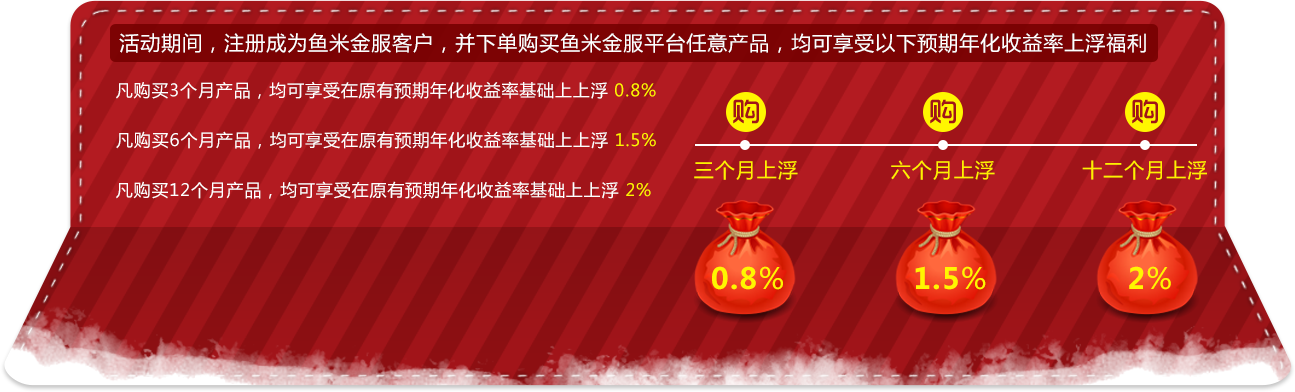 活动期间，注册成为鱼米金服客户，并下单购买鱼米金服平台任意产品，均可享受以下预期年化收益率上浮福利
凡购买3个月产品，均可享受在原有预期年化收益率基础上上浮 0.8%
凡购买6个月产品，均可享受在原有预期年化收益率基础上上浮 1.5%
凡购买12个月产品，均可享受在原有预期年化收益率基础上上浮 2%
购 购 购
三个月上浮 六个月上浮 十二个月上浮
0.8% 1.5% 2%